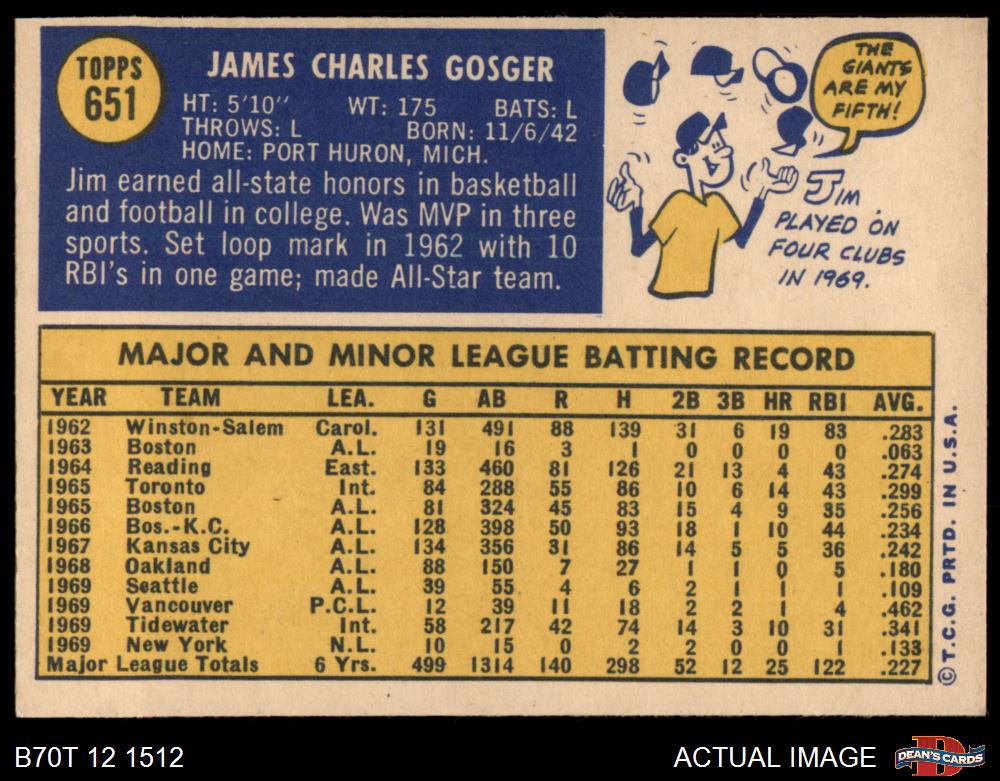 TOPPS
651
JAMES CHARLES GOSGER
HT: 5'10" WT: 175 BATS: L
THROWS: L BORN: 11/6/42
HOME: PORT HURON, MICH.
Jim earned all-state honors in basketball
and football in college. Was MVP in three
sports. Set loop mark in 1962 with 10
RBI's in one game; made All-Star team.
THE
GIANTS
ARE MY
FIFTH!
JIM
PLAYED ON
FOUR CLUBS
IN 1969.
MAJOR AND MINOR LEAGUE BATTING RECORD
YEAR TEAM LEA. G AB R H 2B 3B HR RBI AVG.
1962 Winston-Salem Carol. 131 491 88 139 31 6 19 83 .283
1963 Boston A.L. 19 16 3 1 0 0 0 0 .063
1964 Reading East. 133 460 81 126 21 13 4 43 .274
1965 Toronto Int. 84 288 55 86 10 6 14 43 .299
1965 Boston A.L. 81 324 45 83 15 4 9 35 .256
1966 Bos.-K.C. A.L. 128 398 50 93 18 1 10 44 .234
1967 Kansas City A.L. 134 356 31 86 14 5 5 36 .242
1968 Oakland A.L. 88 150 7 27 1 1 0 5 .180
1969 Seattle A.L. 39 55 4 6 2 1 1 1 .109
1969 Vancouver P.C.L. 12 39 11 18 2 2 1 4 .462
1969 Tidewater Int. 58 217 42 74 14 3 10 31 .341
1969 New York N.L. 10 15 0 2 2 0 0 1 .133
Major League Totals 6 Yrs. 499 1314 140 298 52 12 25 122 .227
© T.C.G. PRTD. IN U.S.A.
B70T 12 1512
ACTUAL IMAGE
D
DEAN'S CARDS